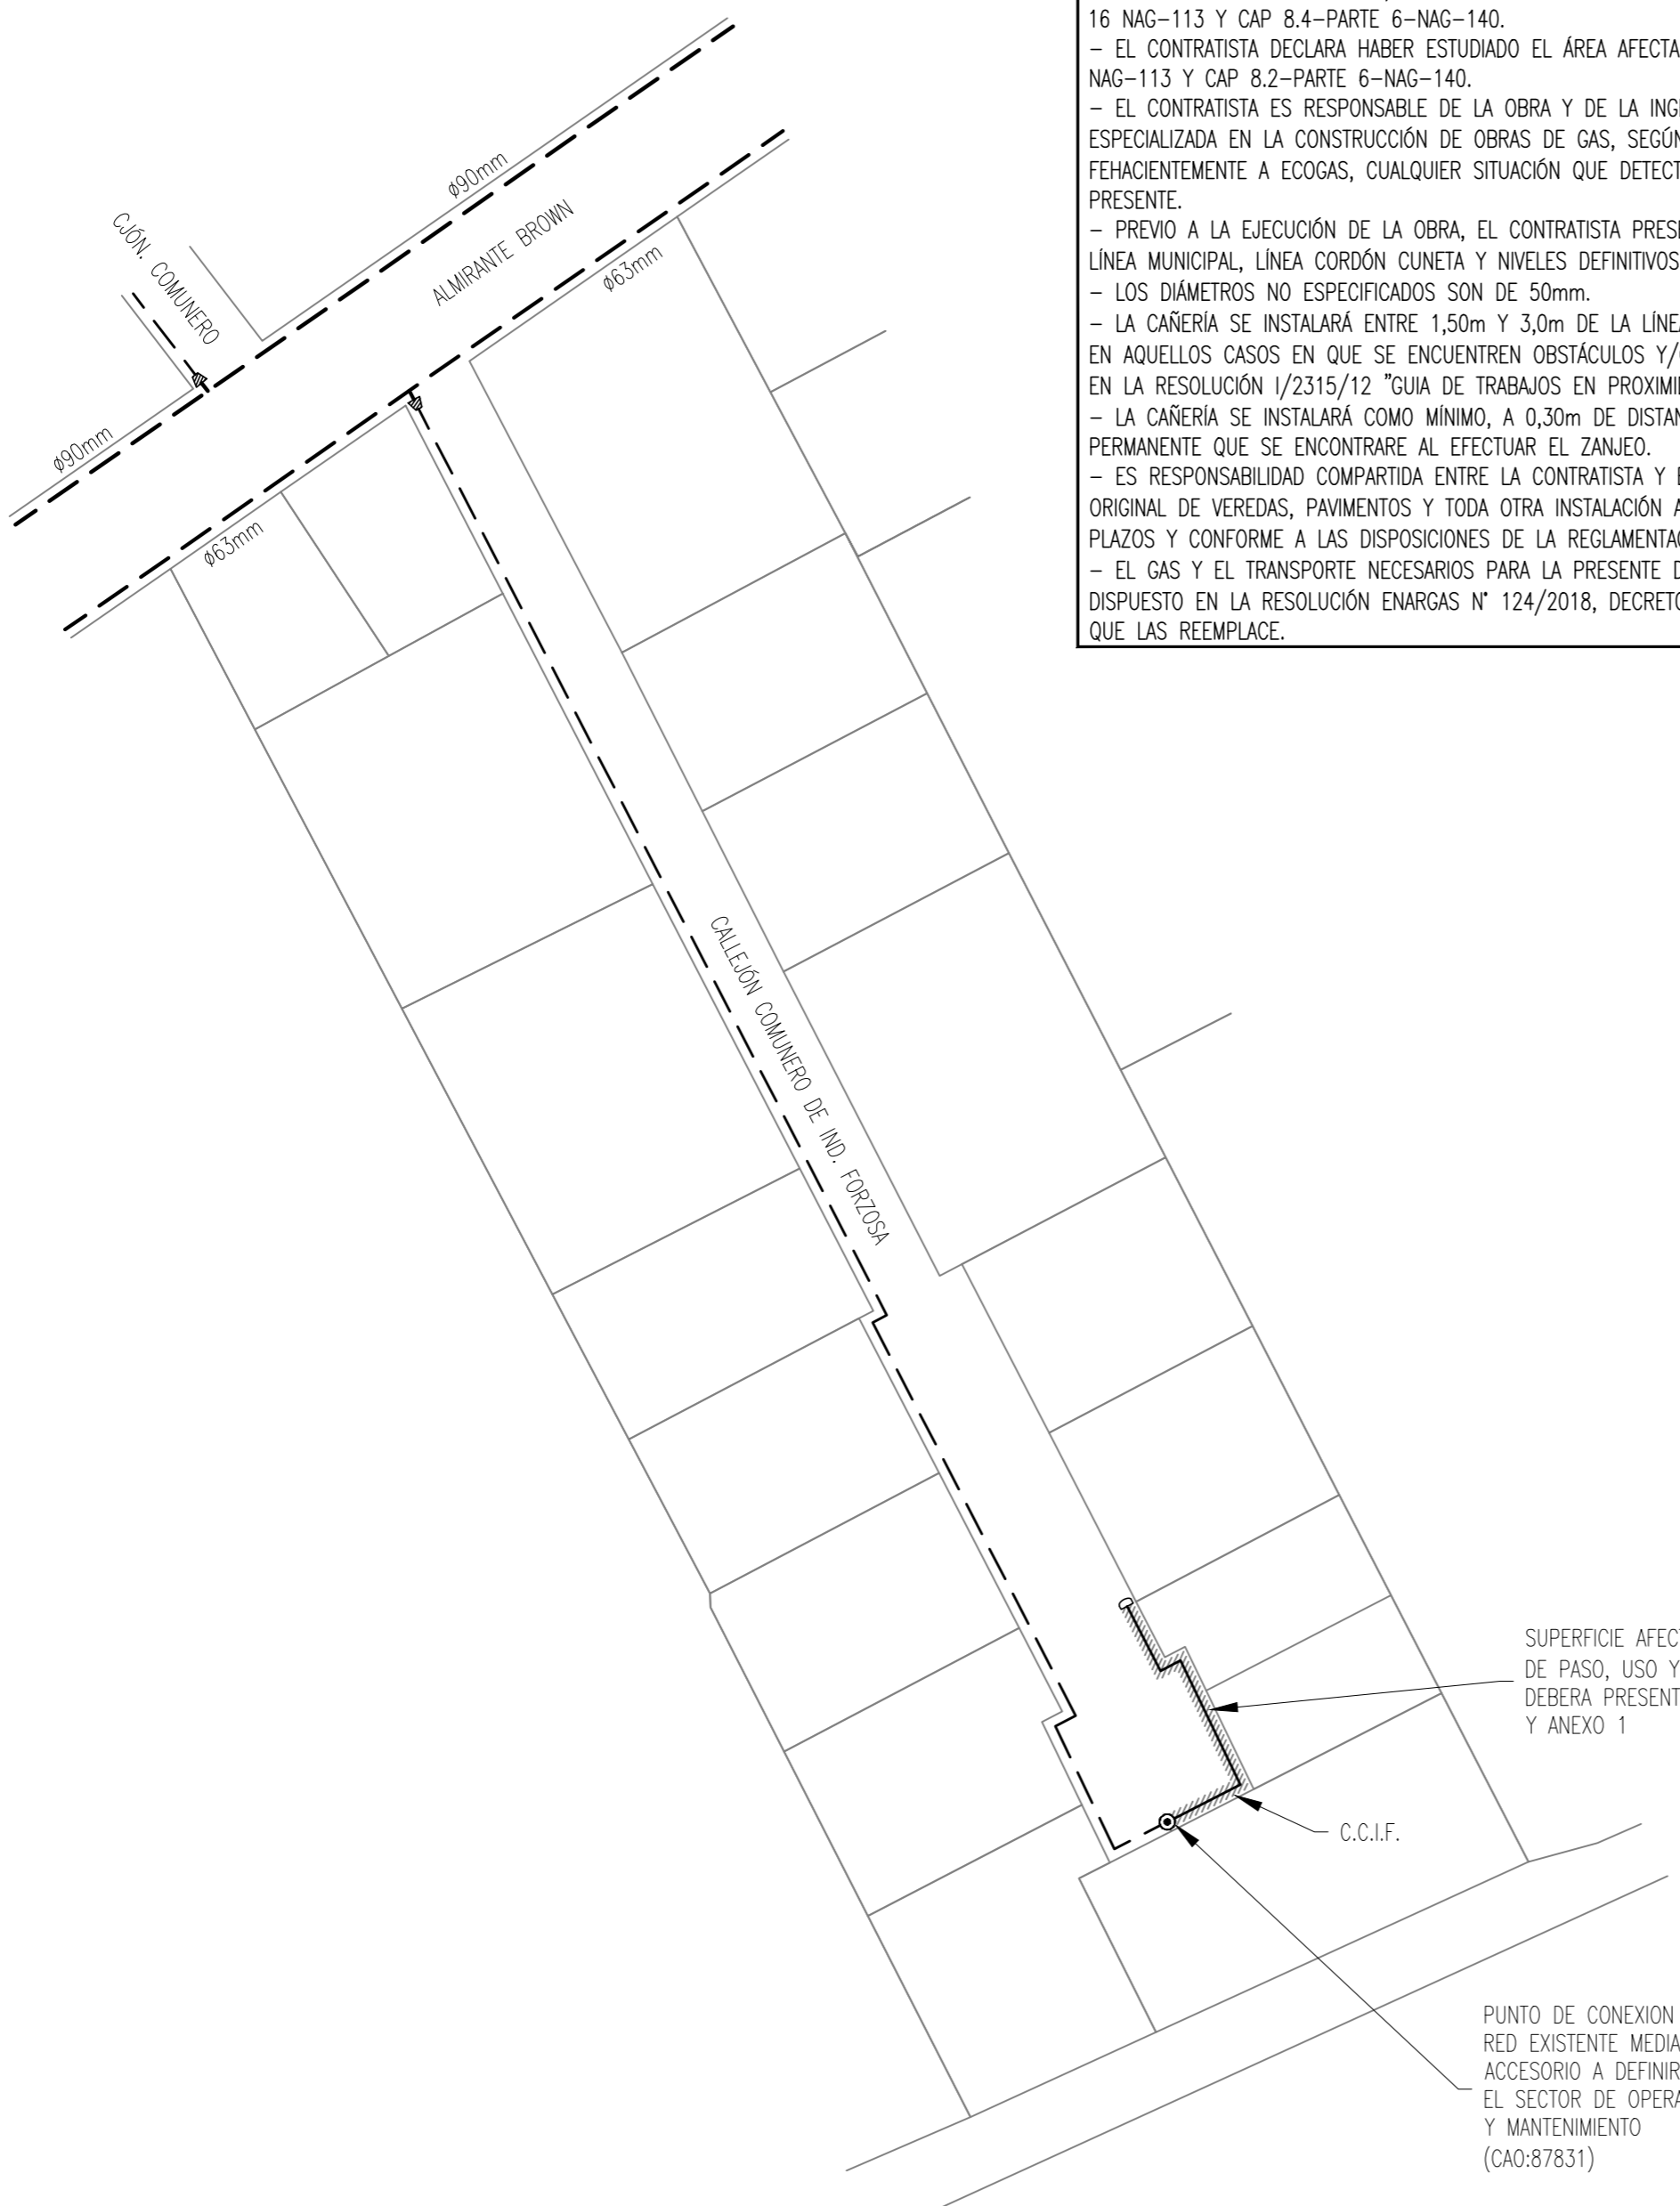 16 NAG-113 Y CAP 8.4-PARTE 6-NAG-140.
- EL CONTRATISTA DECLARA HABER ESTUDIADO EL ÁREA AFECTA
NAG-113 Y CAP 8.2-PARTE 6-NAG-140.
- EL CONTRATISTA ES RESPONSABLE DE LA OBRA Y DE LA ING
ESPECIALIZADA EN LA CONSTRUCCIÓN DE OBRAS DE GAS, SEGÚN
FEHACIENTEMENTE A ECOGAS, CUALQUIER SITUACIÓN QUE DETECT
PRESENTE.
- PREVIO A LA EJECUCIÓN DE LA OBRA, EL CONTRATISTA PRES
LÍNEA MUNICIPAL, LÍNEA CORDÓN CUNETA Y NIVELES DEFINITIVOS
- LOS DIÁMETROS NO ESPECIFICADOS SON DE 50mm.
- LA CAÑERÍA SE INSTALARÁ ENTRE 1,50m Y 3,0m DE LA LÍNEA
EN AQUELLOS CASOS EN QUE SE ENCUENTREN OBSTÁCULOS Y/
EN LA RESOLUCIÓN I/2315/12 "GUIA DE TRABAJOS EN PROXIMI
- LA CAÑERÍA SE INSTALARÁ COMO MÍNIMO, A 0,30m DE DISTAN
PERMANENTE QUE SE ENCONTRARE AL EFECTUAR EL ZANJEO.
- ES RESPONSABILIDAD COMPARTIDA ENTRE LA CONTRATISTA Y E
ORIGINAL DE VEREDAS, PAVIMENTOS Y TODA OTRA INSTALACIÓN A
PLAZOS Y CONFORME A LAS DISPOSICIONES DE LA REGLAMENTA
- EL GAS Y EL TRANSPORTE NECESARIOS PARA LA PRESENTE D
DISPUESTO EN LA RESOLUCIÓN ENARGAS N° 124/2018, DECRETO
QUE LAS REEMPLACE.
ø90mm
ALMIRANTE BROWN
CJÓN. COMUNERO
ø63mm
ø90mm
ø63mm
CALLEJÓN COMUNERO DE IND. FORZOSA
SUPERFICIE AFEC
DE PASO, USO Y
DEBERA PRESENT
Y ANEXO 1
C.C.I.F.
PUNTO DE CONEXION
RED EXISTENTE MEDIA
ACCESORIO A DEFINIR
EL SECTOR DE OPERA
Y MANTENIMIENTO
(CAO:87831)